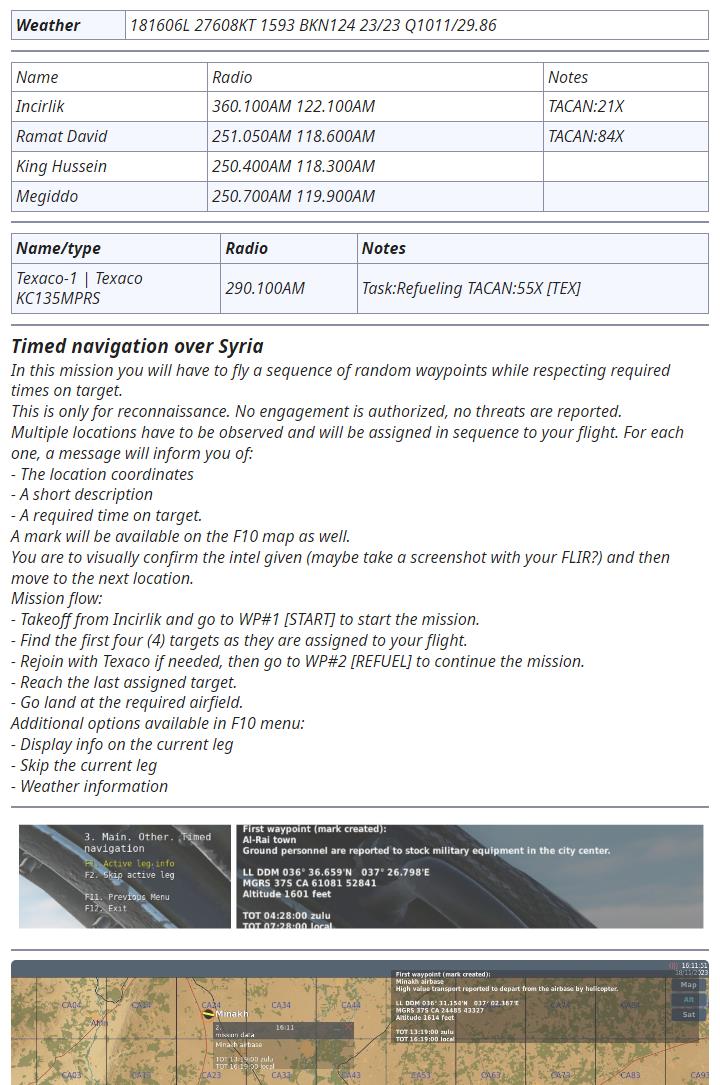 Weather 181606L 27608KT 1593 BKN124 23/23 Q1011/29.86
Name Radio Notes
Incirlik 360.100AM 122.100AM TACAN:21X
Ramat David 251.050AM 118.600AM TACAN:84X
King Hussein 250.400AM 118.300AM
Megiddo 250.700AM 119.900AM
Name/type Radio Notes
Texaco-1 | Texaco
KC135MPRS 290.100AM Task:Refueling TACAN:55X [TEX]
Timed navigation over Syria
In this mission you will have to fly a sequence of random waypoints while respecting required
times on target.
This is only for reconnaissance. No engagement is authorized, no threats are reported.
Multiple locations have to be observed and will be assigned in sequence to your flight. For each
one, a message will inform you of:
- The location coordinates
- A short description
- A required time on target.
A mark will be available on the F10 map as well.
You are to visually confirm the intel given (maybe take a screenshot with your FLIR?) and then
move to the next location.
Mission flow:
- Takeoff from Incirlik and go to WP#1 [START] to start the mission.
- Find the first four (4) targets as they are assigned to your flight.
- Rejoin with Texaco if needed, then go to WP#2 [REFUEL] to continue the mission.
- Reach the last assigned target.
- Go land at the required airfield.
Additional options available in F10 menu:
- Display info on the current leg
- Skip the current leg
- Weather information
3. Main. Other. Timed
navigation
F1. Active leg info
F2. Skip active leg
F11. Previous Menu
F12. Exit
First waypoint (mark created):
Al-Rai town
Ground personnel are reported to stock military equipment in the city center.
LL DDM 036° 36.659'N 037° 26.798'E
MGRS 37S CA 61081 52841
Altitude 1601 feet
TOT 04:28:00 zulu
TOT 07:28:00 local
16:11:51
First waypoint (mark created):
Minakh airbase
High value transport reported to depart from the airbase by helicopter.
LL DDM 036° 31.154'N 037° 02.367'E
MGRS 37S CA 24485 43327
Altitude 1614 feet
TOT 13:19:00 zulu
TOT 16:19:00 local
Map
Alt
Sat
CA04 CA14 CA24 CA34 CA44
Minakh
2. 16:11
mission data
Minakh airbase
TOT 13:19:00 zulu
TOT 16:19:00 local
CA03 CA13 CA23 CA33 CA43 CA53 CA63 CA73 CA83 CA93